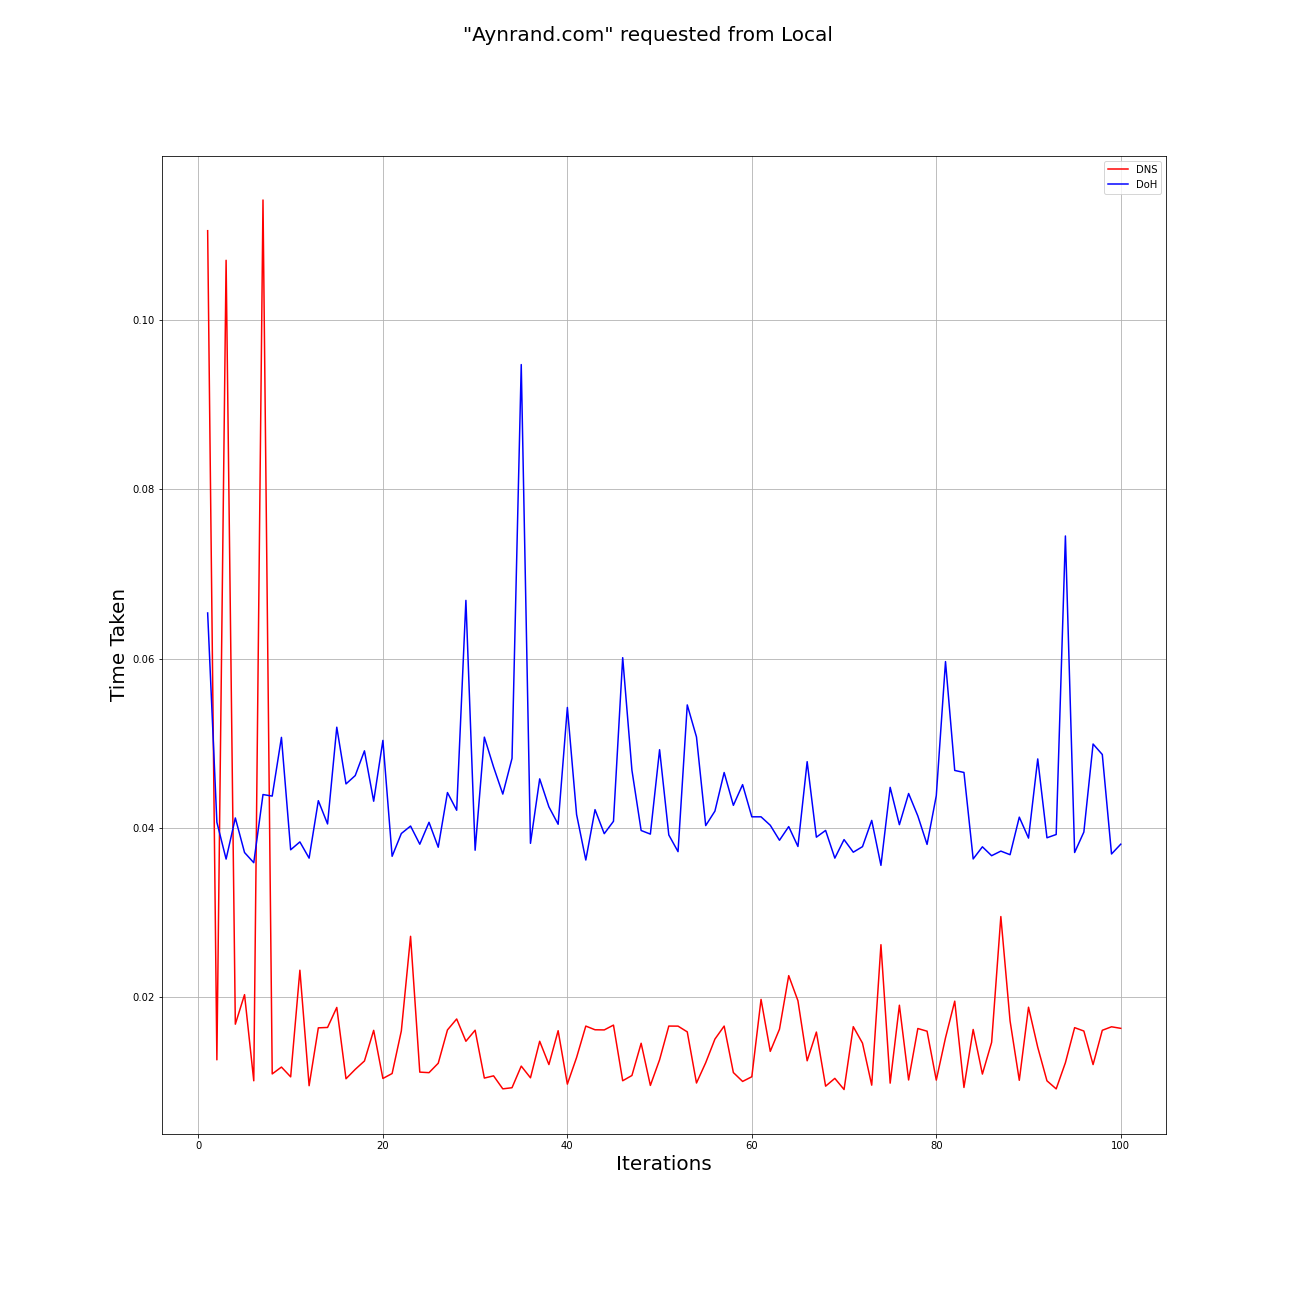 "Aynrand.com" requested from Local
DNS
DoH
0.10
0.08
0.06
0.04
0.02
Time Taken
0 20 40 60 80 100
Iterations